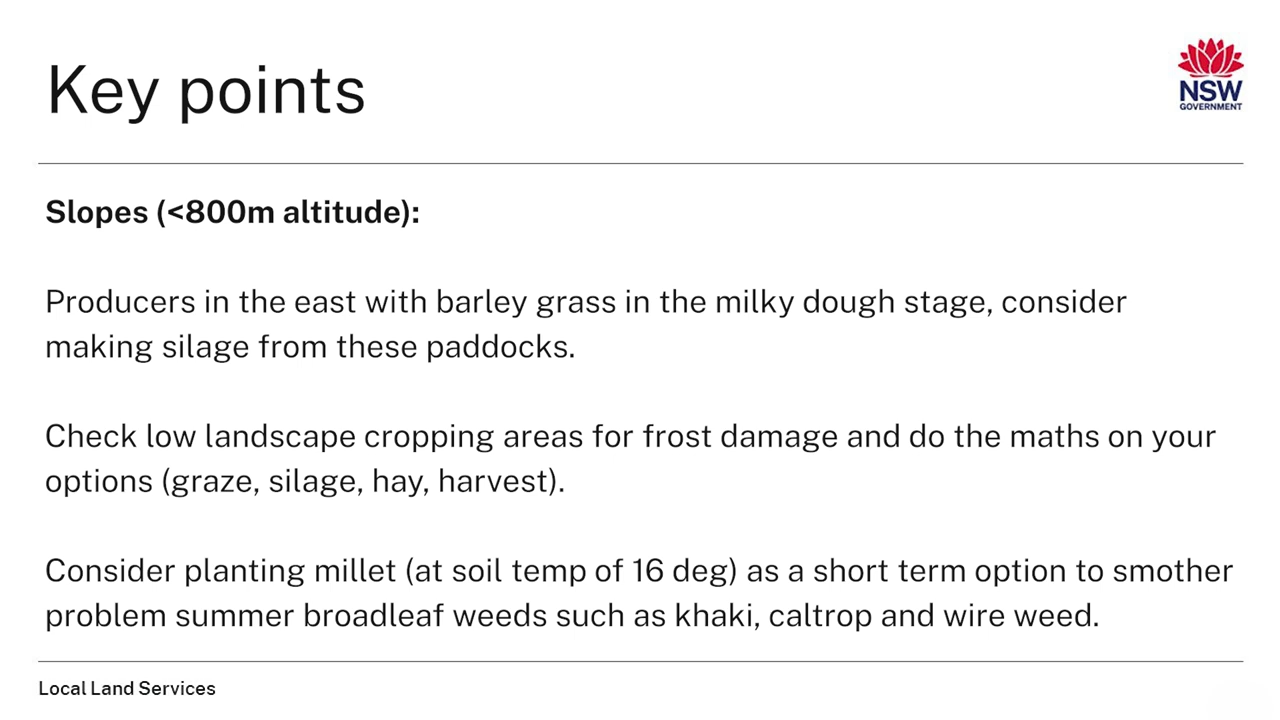 Key points
NSW
GOVERNMENT
Slopes (<800m altitude):
Producers in the east with barley grass in the milky dough stage, consider
making silage from these paddocks.
Check low landscape cropping areas for frost damage and do the maths on your
options (graze, silage, hay, harvest).
Consider planting millet (at soil temp of 16 deg) as a short term option to smother
problem summer broadleaf weeds such as khaki, caltrop and wire weed.
Local Land Services